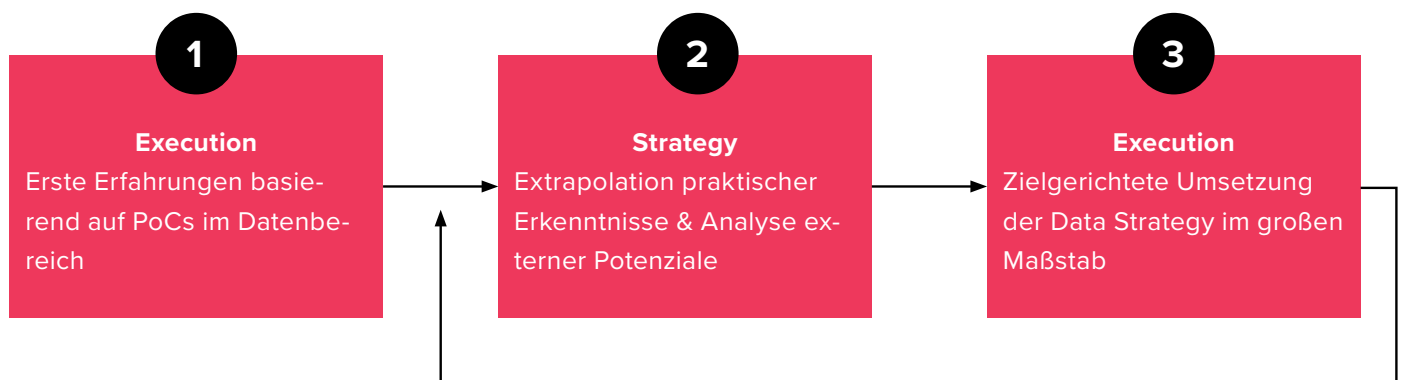 1
Execution
Erste Erfahrungen basie-
rend auf PoCs im Datenbe-
reich
2
Strategy
Extrapolation praktischer
Erkenntnisse & Analyse ex-
terner Potenziale
3
Execution
Zielgerichtete Umsetzung
der Data Strategy im großen
Maßstab